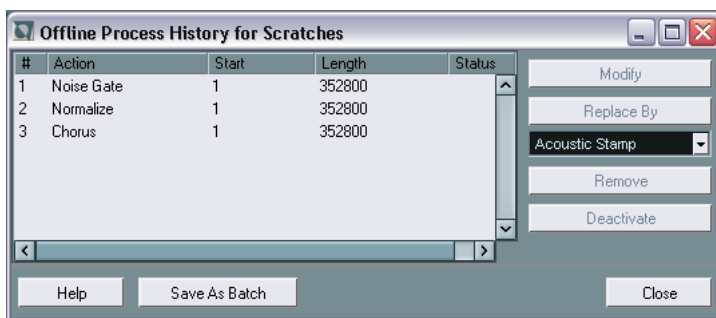 Offline Process History for Scratches
# Action Start Length Status
1 Noise Gate 1 352800
2 Normalize 1 352800
3 Chorus 1 352800
Modify
Replace By
Acoustic Stamp
Remove
Deactivate
Help Save As Batch Close